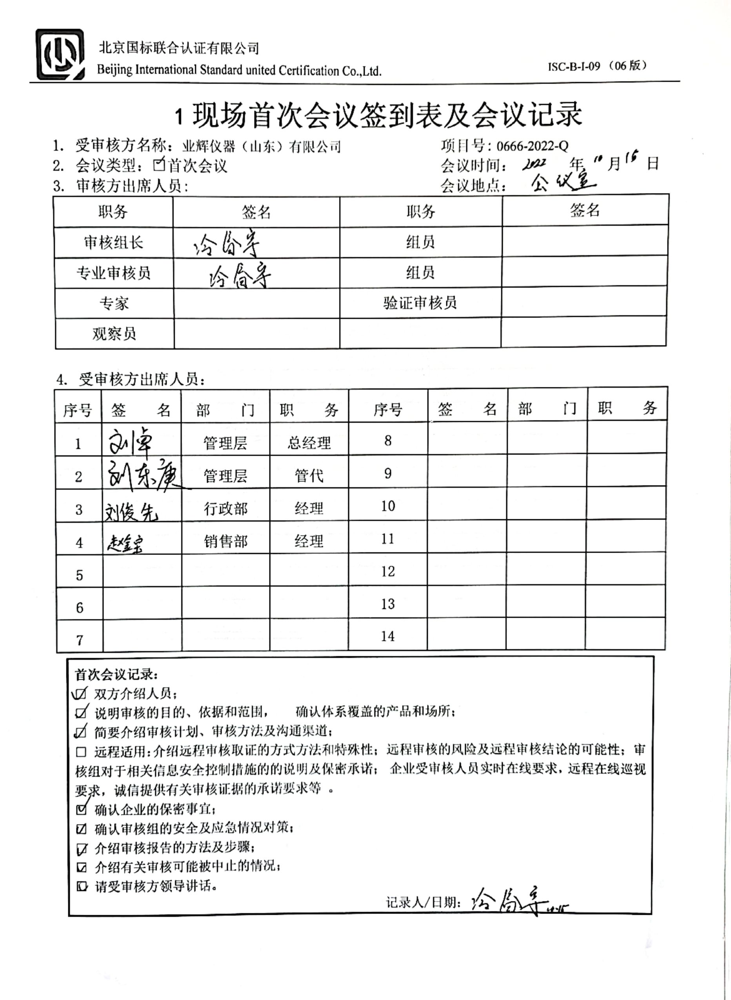 北京国标联合认证有限公司
Beijing International Standard united Certification Co.,Ltd.
ISC-B-I-09 （06 版）
1 现场首次会议签到表及会议记录
1. 受审核方名称：业辉仪器（山东）有限公司 项目号: 0666-2022-Q
2. 会议类型：☑首次会议 会议时间： 2022 年 10 月 15 日
3. 审核方出席人员: 会议地点： 会议室
职务 签名 职务 签名
审核组长 组员
专业审核员 组员
专家 验证审核员
观察员
4. 受审核方出席人员:
序号 签 名 部 门 职 务 序号 签 名 部 门 职 务
1 刘卓 管理层 总经理 8
2 刘东庚 管理层 管代 9
3 刘俊先 行政部 经理 10
4 赵金宝 销售部 经理 11
5 12
6 13
7 14
首次会议记录:
☑ 双方介绍人员;
☑ 说明审核的目的、依据和范围, 确认体系覆盖的产品和场所;
☑ 简要介绍审核计划、审核方法及沟通渠道;
□ 远程适用:介绍远程审核取证的方式方法和特殊性；远程审核的风险及远程审核结论的可能性；审
核组对于相关信息安全控制措施的的说明及保密承诺； 企业受审核人员实时在线要求，远程在线巡视
要求，诚信提供有关审核证据的承诺要求等 。
☑ 确认企业的保密事宜;
☑ 确认审核组的安全及应急情况对策;
☑ 介绍审核报告的方法及步骤;
☑ 介绍有关审核可能被中止的情况;
☑ 请受审核方领导讲话。
记录人/日期: